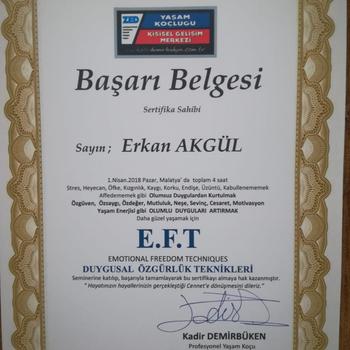 YAŞAM
KOÇLUĞU
KİŞİSEL GELİŞİM
MERKEZİ
Başarı Belgesi
Sertifika Sahibi
Sayın ; Erkan AKGÜL
1.Nisan.2018 Pazar, Malatya' da toplam 4 saat
Stres, Heyecan, Öfke, Kızgınlık, Kaygı, Korku, Endişe, Üzüntü, Kabullenememek
Affedememek gibi Olumsuz Duygulardan Kurtulmak
Özgüven, Özsaygı, Özdeğer, Mutluluk, Neşe, Sevinç, Cesaret, Motivasyon
Yaşam Enerjisi gibi OLUMLU DUYGULARI ARTIRMAK
Daha güzel yaşamak için
E.F.T
EMOTIONAL FREEDOM TECHNIQUES
DUYGUSAL ÖZGÜRLÜK TEKNİKLERİ
Seminerine katılıp, başarıyla tamamlayarak bu sertifikayı almaya hak kazanmıştır.
" Hayatınızın hayallerinizin gerçekleştiği Cennet'e dönüşmesini dileriz."
Kadir DEMİRBÜKEN
Profesyonel Yaşam Koçu